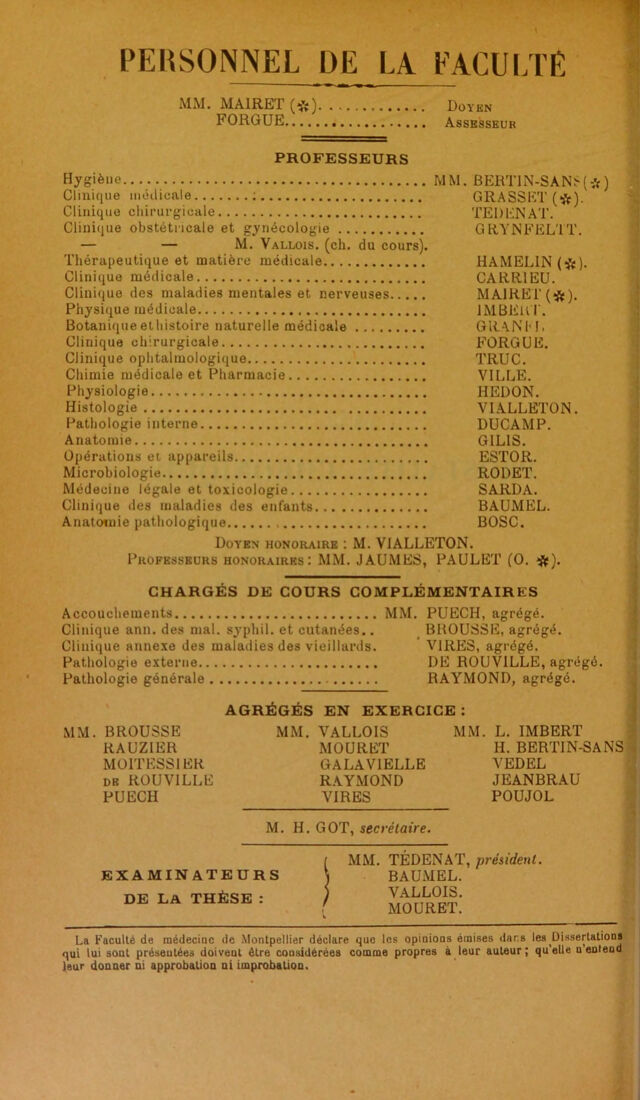 PERSONNEL DE LA FACULTÉ
MM. MAIRET (✻)............. Doyen
FORGUE................... Assesseur
PROFESSEURS
Hygiène........................................ MM. BERTIN-SANS (✻)
Clinique médicale............................ GRASSET (✻).
Clinique chirurgicale.......................... TEDENAT.
Clinique obstétricale et gynécologie ........... GRYNFELTT.
— — M. Vallois. (ch. du cours).
Thérapeutique et matière médicale............. HAMELIN (✻).
Clinique médicale............................. CARRIEU.
Clinique des maladies mentales et nerveuses..... MAIRET (✻).
Physique médicale............................. IMBERT.
Botanique et histoire naturelle médicale ......... GRANEL
Clinique chirurgicale......................... FORGUE.
Clinique ophtalmologique...................... TRUC.
Chimie médicale et Pharmacie.................. VILLE.
Physiologie................................... HEDON.
Histologie .................................... VIALLETON.
Pathologie interne............................. DUCAMP.
Anatomie...................................... GILIS.
Opérations et appareils........................ ESTOR.
Microbiologie.................................. RODET.
Médecine légale et toxicologie................. SARDA.
Clinique des maladies des enfants.............. BAUMEL.
Anatomie pathologique......................... BOSC.
Doyen honoraire : M. VIALLETON.
Professeurs honoraires : MM. JAUMES, PAULET (O. ✻).
CHARGÉS DE COURS COMPLÉMENTAIRES
Accouchements........................... MM. PUECH, agrégé.
Clinique ann. des mal. syphil. et cutanées.. BROUSSE, agrégé.
Clinique annexe des maladies des vieillards. VIRES, agrégé.
Pathologie externe........................ DE ROUVILLE, agrégé.
Pathologie générale....................... RAYMOND, agrégé.
AGRÉGÉS EN EXERCICE :
MM. BROUSSE MM. VALLOIS MM. L. IMBERT
RAUZIER MOURET H. BERTIN-SANS
MOITESSIER GALAVIELLE VEDEL
de ROUVILLE RAYMOND JEANBRAU
PUECH VIRES POUJOL
M. H. GOT, secrétaire.
EXAMINATEURS
DE LA THÈSE :
MM. TÉDENAT, président.
BAUMEL.
VALLOIS.
MOURET.
La Faculté de médecine de Montpellier déclare que les opinions émises dans les Dissertations
qui lui sont présentées doivent être considérées comme propres à leur auteur ; qu'elle n'entend
leur donner ni approbation ni improbation.